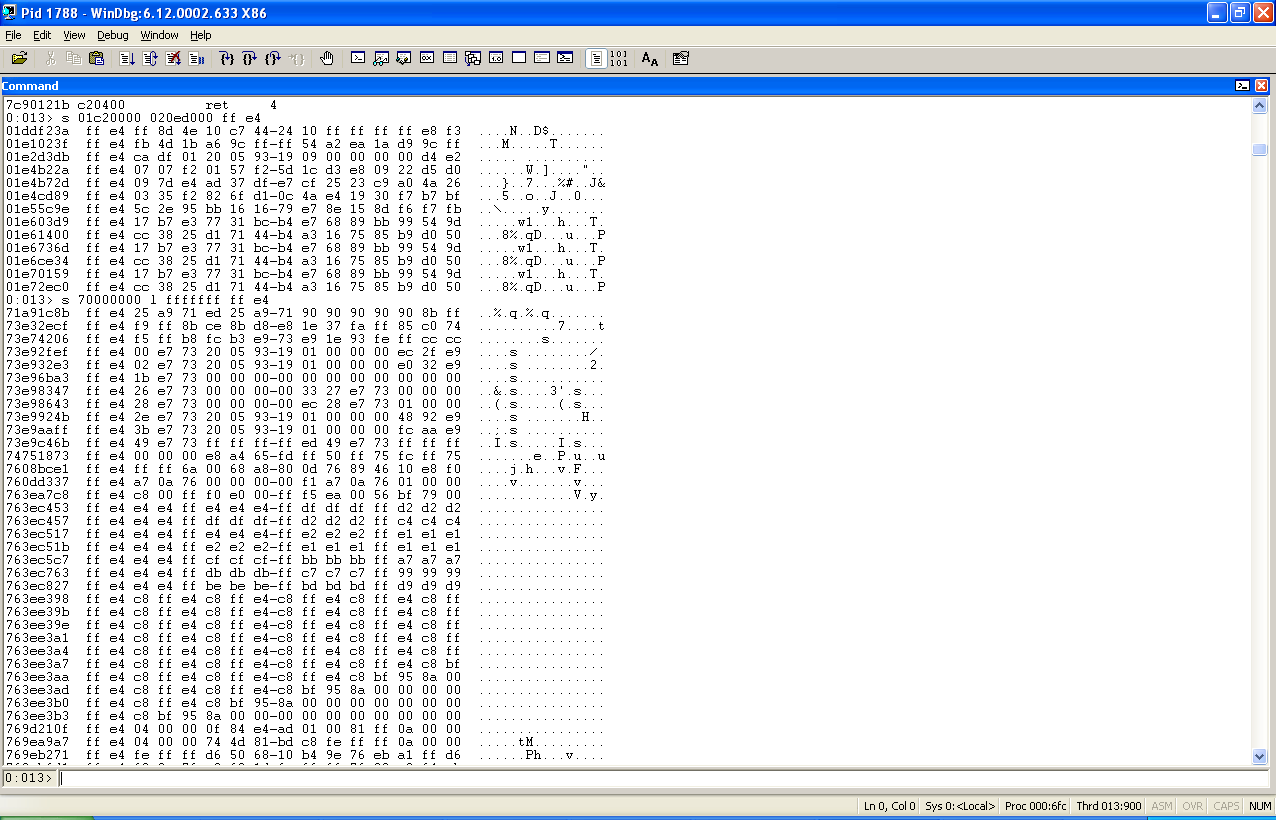 Pid 1788 - WinDbg:6.12.0002.633 X86
File Edit View Debug Window Help
Command
7c90121b c20400          ret     4
0:013> s 01c20000 020ed000 ff e4
01ddf23a  ff e4 ff 8d 4e 10 c7 44-24 10 ff ff ff ff e8 f3  ....N..D$.......
01e1023f  ff e4 fb 4d 1b a6 9c ff-ff 54 a2 ea 1a d9 9c ff  ...M.....T......
01e2d3db  ff e4 ca df 01 20 05 93-19 09 00 00 00 00 d4 e2  ..... ..........
01e4b22a  ff e4 07 07 f2 01 57 f2-5d 1c d3 e8 09 22 d5 d0  ......W.]...."..
01e4b72d  ff e4 09 7d e4 ad 37 df-e7 cf 25 23 c9 a0 4a 26  ...}..7...%#..J&
01e4cd89  ff e4 03 35 f2 82 6f d1-0c 4a e4 19 30 f7 b7 bf  ...5..o..J..0...
01e55c9e  ff e4 5c 2e 95 bb 16 16-79 e7 8e 15 8d f6 f7 fb  ..\.....y.......
01e603d9  ff e4 17 b7 e3 77 31 bc-b4 e7 68 89 bb 99 54 9d  .....w1...h...T.
01e61400  ff e4 cc 38 25 d1 71 44-b4 a3 16 75 85 b9 d0 50  ...8%.qD...u...P
01e6736d  ff e4 17 b7 e3 77 31 bc-b4 e7 68 89 bb 99 54 9d  .....w1...h...T.
01e6ce34  ff e4 cc 38 25 d1 71 44-b4 a3 16 75 85 b9 d0 50  ...8%.qD...u...P
01e70159  ff e4 17 b7 e3 77 31 bc-b4 e7 68 89 bb 99 54 9d  .....w1...h...T.
01e72ec0  ff e4 cc 38 25 d1 71 44-b4 a3 16 75 85 b9 d0 50  ...8%.qD...u...P
0:013> s 70000000 l fffffff ff e4
71a91c8b  ff e4 25 a9 71 ed 25 a9-71 90 90 90 90 90 8b ff  ..%.q.%.q.......
73e32ecf  ff e4 f9 ff 8b ce 8b d8-e8 1e 37 fa ff 85 c0 74  ..........7....t
73e74206  ff e4 f5 ff b8 fc b3 e9-73 e9 1e 93 fe ff cc cc  ........s.......
73e92fef  ff e4 00 e7 73 20 05 93-19 01 00 00 00 ec 2f e9  ....s ......../.
73e932e3  ff e4 02 e7 73 20 05 93-19 01 00 00 00 e0 32 e9  ....s ........2.
73e96ba3  ff e4 1b e7 73 00 00 00-00 00 00 00 00 00 00 00  ....s...........
73e98347  ff e4 26 e7 73 00 00 00-00 33 27 e7 73 00 00 00  ..&.s....3'.s...
73e98643  ff e4 28 e7 73 00 00 00-00 ec 28 e7 73 01 00 00  ..(.s.....(.s...
73e9924b  ff e4 2e e7 73 20 05 93-19 01 00 00 00 48 92 e9  ....s .......H..
73e9aaff  ff e4 3b e7 73 20 05 93-19 01 00 00 00 fc aa e9  ..;.s ..........
73e9c46b  ff e4 49 e7 73 ff ff ff-ff ed 49 e7 73 ff ff ff  ..I.s.....I.s...
74751873  ff e4 ff ff 00 e8 a4 65-fd ff 50 ff 75 fc ff 75  .......e..P.u..u
7608bce1  ff e4 ff ff 6a 00 68 a8-80 0d 76 89 46 10 e8 f0  ....j.h...v.F...
760dd337  ff e4 a7 0a 76 00 00 00-00 f1 a7 0a 76 01 00 00  ....v.......v...
763ea7c8  ff e4 c8 00 ff f0 e0 00-ff f5 ea 00 56 bf 79 00  ............V.y.
763ec453  ff e4 e4 e4 ff e4 e4 e4-ff df df df ff d2 d2 d2  ................
763ec457  ff e4 e4 e4 ff df df df-ff d2 d2 d2 ff c4 c4 c4  ................
763ec517  ff e4 e4 e4 ff e4 e4 e4-ff e2 e2 e2 ff e1 e1 e1  ................
763ec51b  ff e4 e4 e4 ff e2 e2 e2-ff e1 e1 e1 ff e1 e1 e1  ................
763ec5c7  ff e4 e4 e4 ff cf cf cf-ff bb bb bb ff a7 a7 a7  ................
763ec763  ff e4 e4 e4 ff db db db-ff c7 c7 c7 ff 99 99 99  ................
763ec827  ff e4 e4 e4 ff be be be-ff bd bd bd ff d9 d9 d9  ................
763ee398  ff e4 c8 ff e4 c8 ff e4-c8 ff e4 c8 ff e4 c8 ff  ................
763ee39b  ff e4 c8 ff e4 c8 ff e4-c8 ff e4 c8 ff e4 c8 ff  ................
763ee39e  ff e4 c8 ff e4 c8 ff e4-c8 ff e4 c8 ff e4 c8 ff  ................
763ee3a1  ff e4 c8 ff e4 c8 ff e4-c8 ff e4 c8 ff e4 c8 ff  ................
763ee3a4  ff e4 c8 ff e4 c8 ff e4-c8 ff e4 c8 ff e4 c8 ff  ................
763ee3a7  ff e4 c8 ff e4 c8 ff e4-c8 ff e4 c8 ff e4 c8 bf  ................
763ee3aa  ff e4 c8 ff e4 c8 ff e4-c8 ff e4 c8 bf 95 8a 00  ................
763ee3ad  ff e4 c8 ff e4 c8 ff e4-c8 bf 95 8a 00 00 00 00  ................
763ee3b0  ff e4 c8 ff e4 c8 bf 95-8a 00 00 00 00 00 00 00  ................
763ee3b3  ff e4 c8 bf 95 8a 00 00-00 00 00 00 00 00 00 00  ................
769d210f  ff e4 04 00 00 0f 84 e4-ad 01 00 81 ff 0a 00 00  ................
769ea9a7  ff e4 04 00 00 74 4d 81-bd c8 fe ff ff 0a 00 00  .....tM.........
769eb271  ff e4 fe ff ff d6 50 68-10 b4 9e 76 eb a1 ff d6  ......Ph...v....
0:013>
Ln 0, Col 0 Sys 0:<Local> Proc 000:6fc Thrd 013:900 ASM OVR CAPS NUM